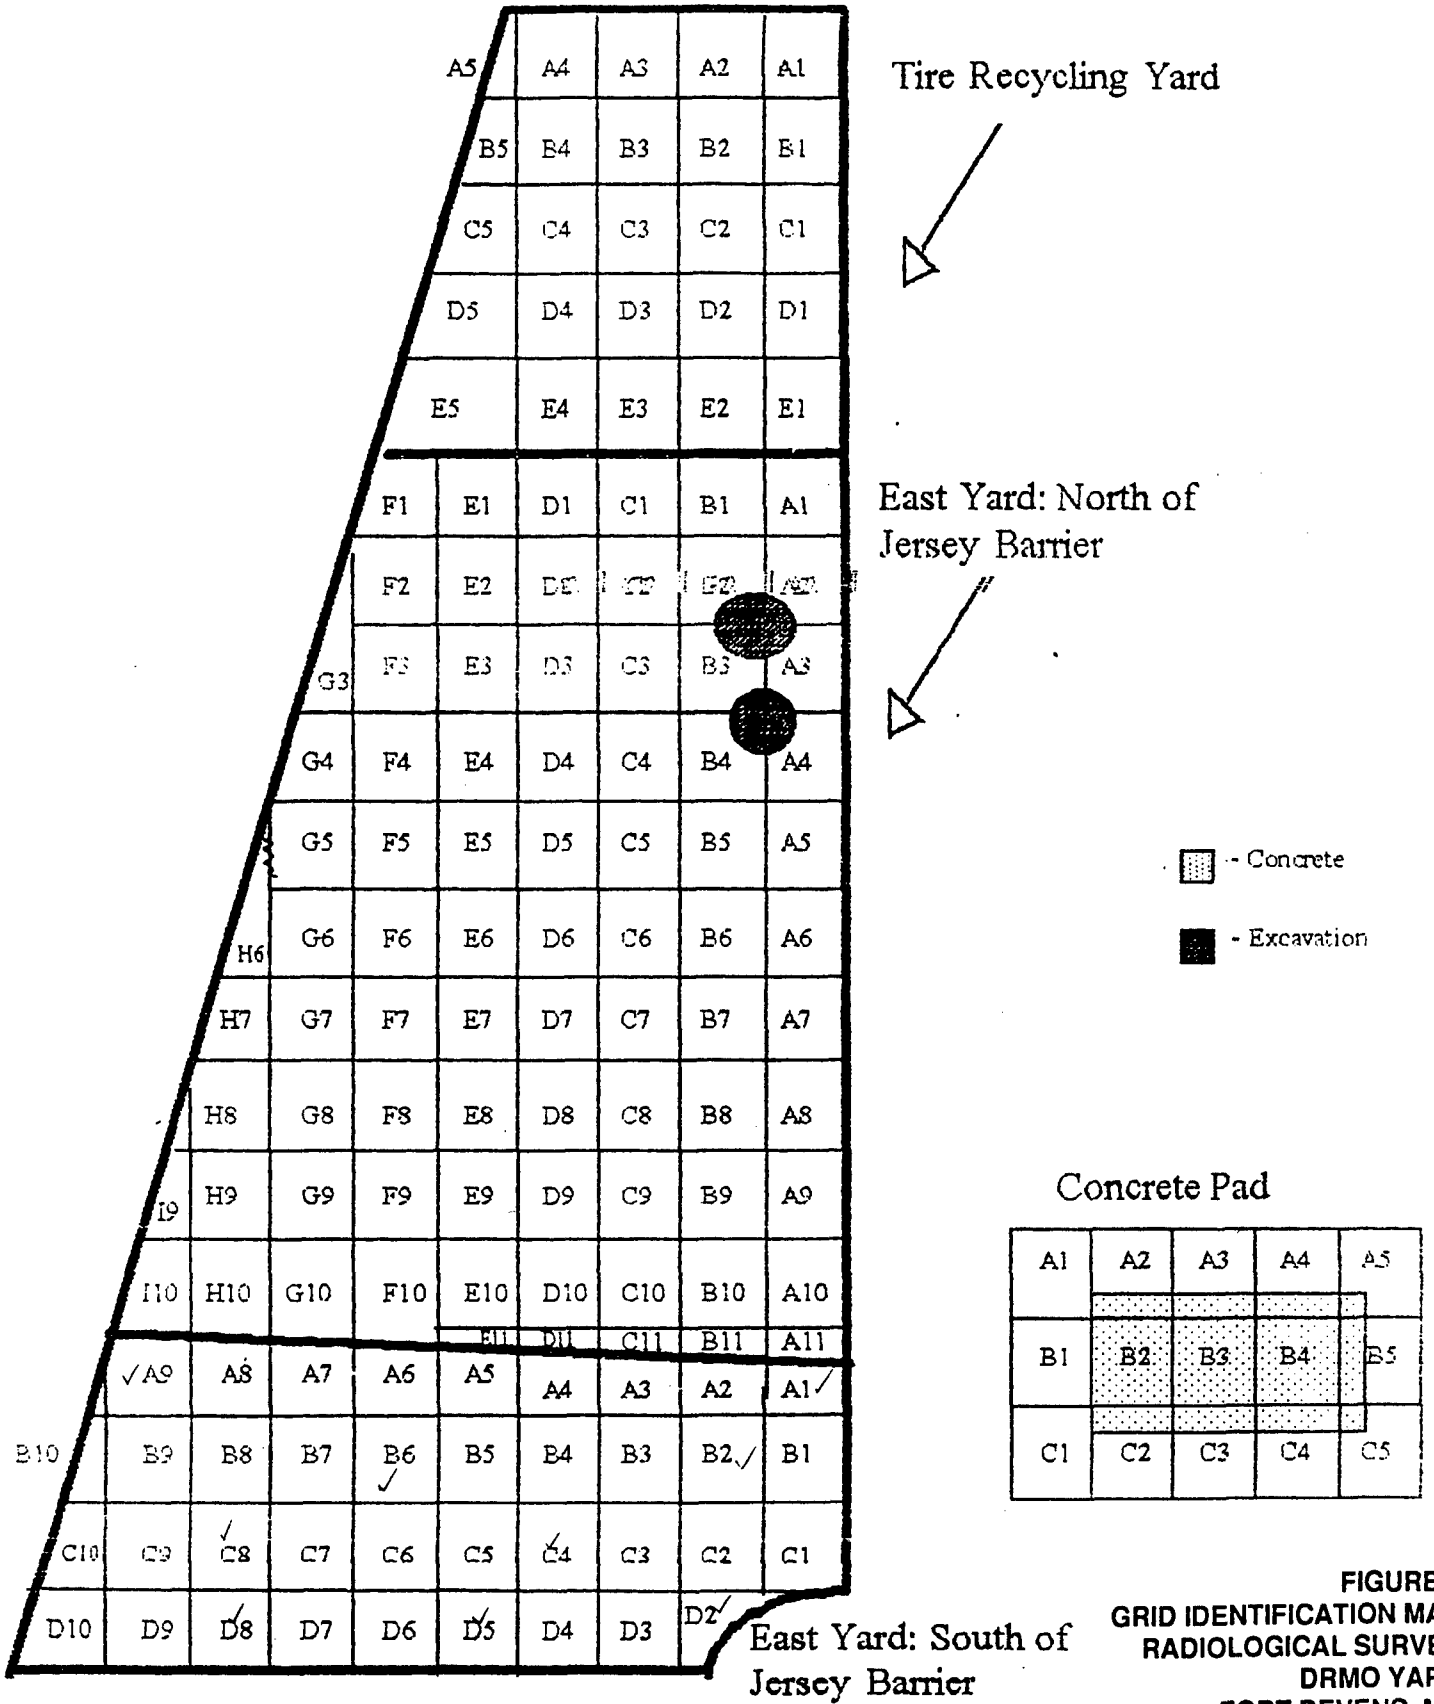 A5 A4 A3 A2 A1
Tire Recycling Yard
B5 B4 B3 B2 B1
C5 C4 C3 C2 C1
D5 D4 D3 D2 D1
E5 E4 E3 E2 E1
F1 E1 D1 C1 B1 A1
East Yard: North of
Jersey Barrier
F2 E2
G3 F3 E3 D3 C3 B3 A3
G4 F4 E4 D4 C4 B4 A4
G5 F5 E5 D5 C5 B5 A5
- Concrete
H6 G6 F6 E6 D6 C6 B6 A6
- Excavation
H7 G7 F7 E7 D7 C7 B7 A7
H8 G8 F8 E8 D8 C8 B8 A8
I9 H9 G9 F9 E9 D9 C9 B9 A9
I10 H10 G10 F10 E10 D10 C10 B10 A10
E11 D11 C11 B11 A11
A9 A8 A7 A6 A5 A4 A3 A2 A1
B10 B9 B8 B7 B6 B5 B4 B3 B2 B1
C10 C9 C8 C7 C6 C5 C4 C3 C2 C1
D10 D9 D8 D7 D6 D5 D4 D3 D2
East Yard: South of
Jersey Barrier
Concrete Pad
A1 A2 A3 A4 A5
B1 B2 B3 B4 B5
C1 C2 C3 C4 C5
FIGURE
GRID IDENTIFICATION MA
RADIOLOGICAL SURVE
DRMO YAR